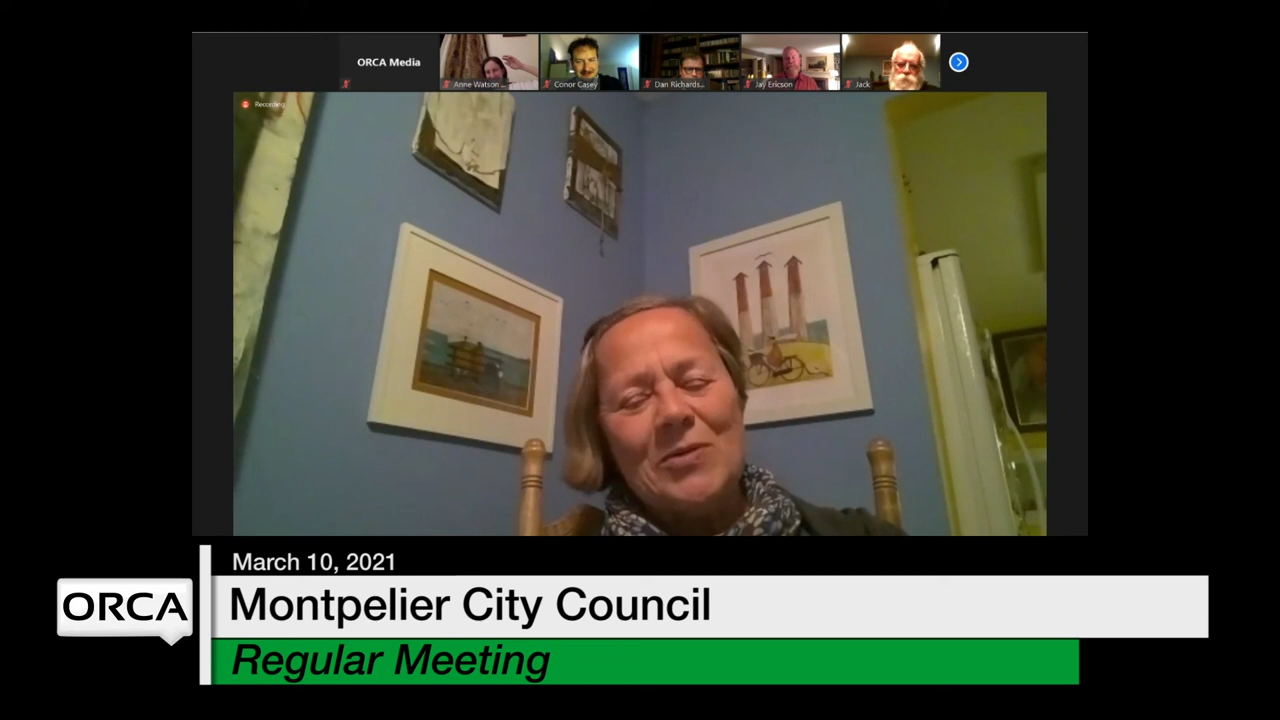 ORCA Media
Anne Watson ...
Conor Casey
Dan Richards...
Jay Ericson
Jack
Recording
March 10, 2021
ORCA
Montpelier City Council
Regular Meeting